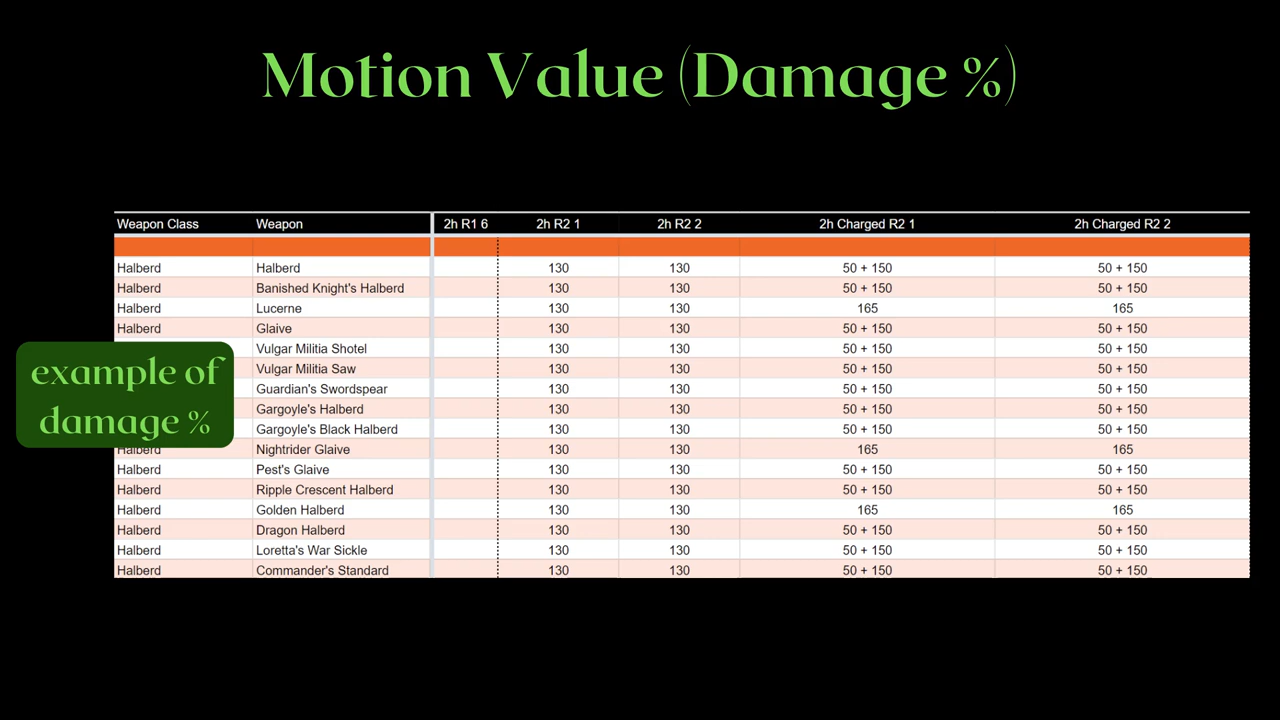 Motion Value (Damage %)
Weapon Class Weapon 2h R1 6 2h R2 1 2h R2 2 2h Charged R2 1 2h Charged R2 2
Halberd Halberd 130 130 50 + 150 50 + 150
Halberd Banished Knight's Halberd 130 130 50 + 150 50 + 150
Halberd Lucerne 130 130 165 165
Halberd Glaive 130 130 50 + 150 50 + 150
Vulgar Militia Shotel 130 130 50 + 150 50 + 150
Vulgar Militia Saw 130 130 50 + 150 50 + 150
Guardian's Swordspear 130 130 50 + 150 50 + 150
Gargoyle's Halberd 130 130 50 + 150 50 + 150
Gargoyle's Black Halberd 130 130 50 + 150 50 + 150
Halberd Nightrider Glaive 130 130 165 165
Halberd Pest's Glaive 130 130 50 + 150 50 + 150
Halberd Ripple Crescent Halberd 130 130 50 + 150 50 + 150
Halberd Golden Halberd 130 130 165 165
Halberd Dragon Halberd 130 130 50 + 150 50 + 150
Halberd Loretta's War Sickle 130 130 50 + 150 50 + 150
Halberd Commander's Standard 130 130 50 + 150 50 + 150
example of
damage %